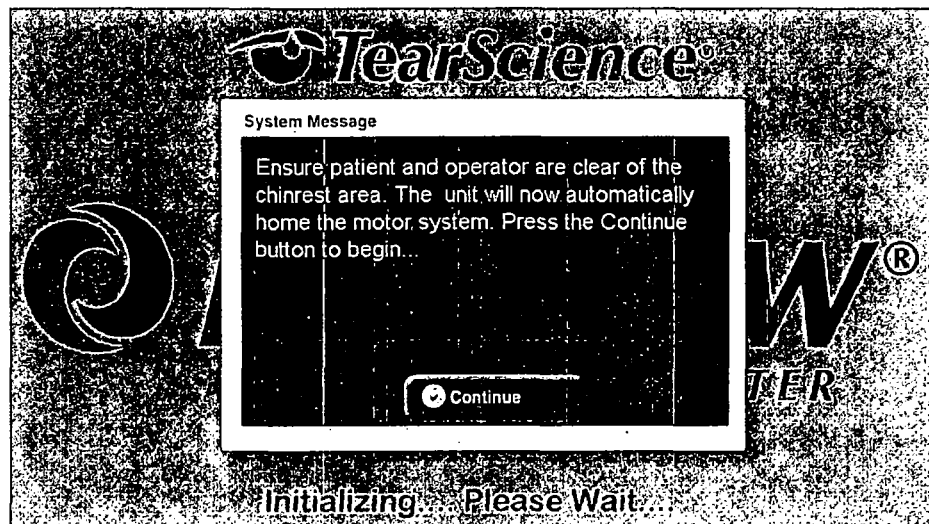 TearScience®
System Message
Ensure patient and operator are clear of the
chinrest area. The unit will now automatically
home the motor system. Press the Continue
button to begin...
W®
TER
Continue
Initializing.... Please Wait....